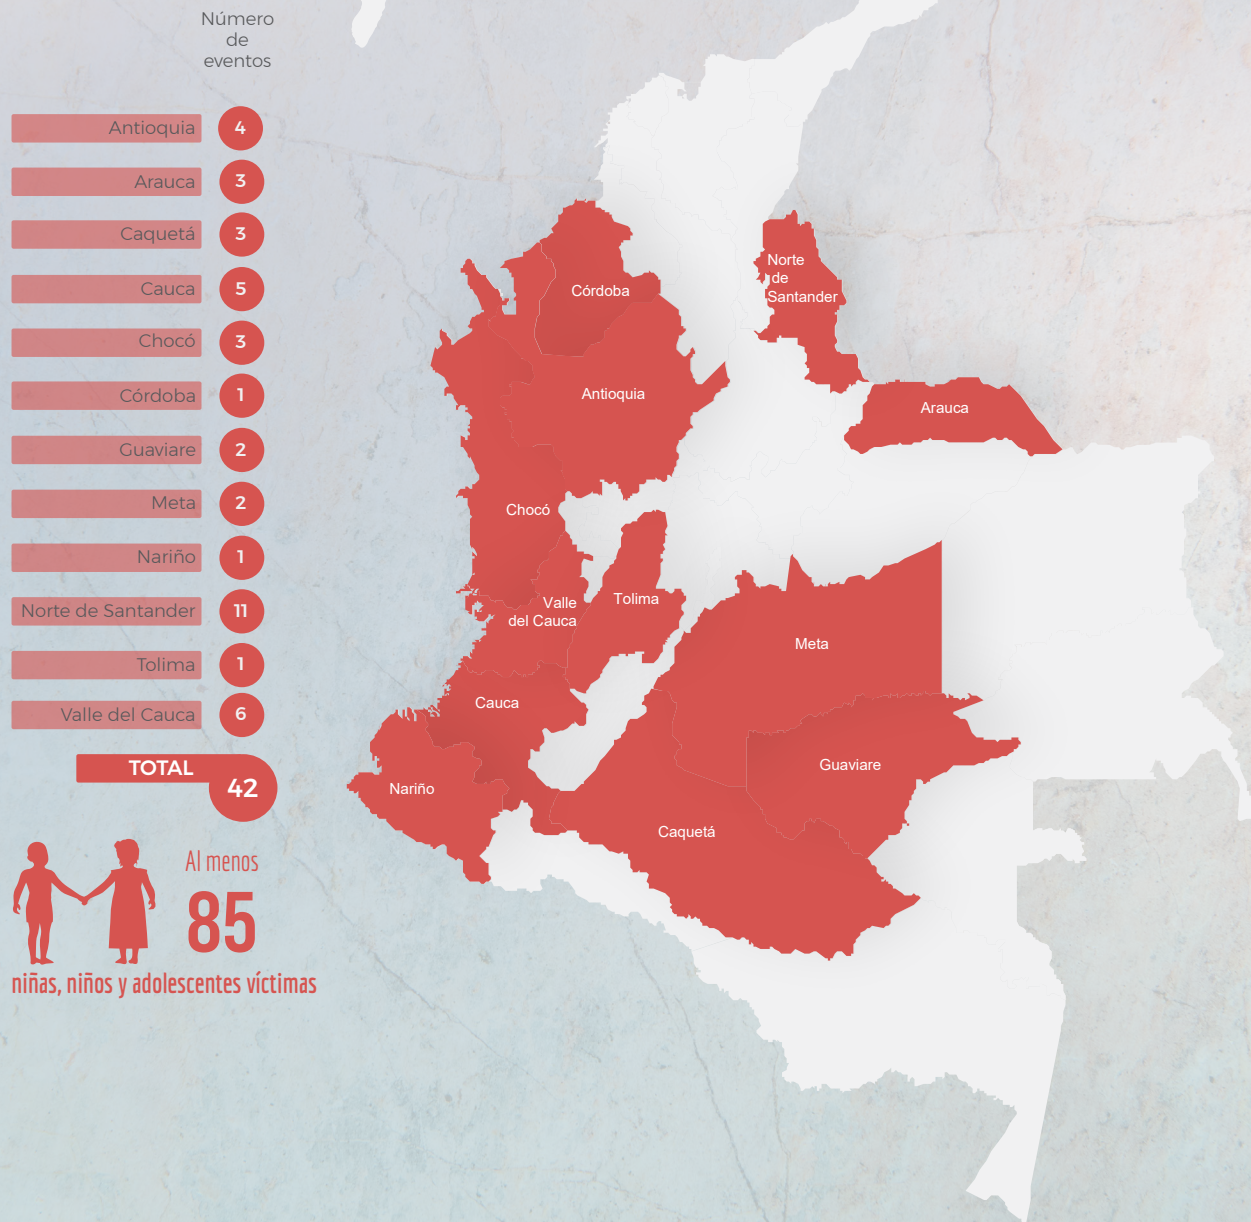 Número
de
eventos
Antioquia 4
Arauca 3
Caquetá 3
Cauca 5
Chocó 3
Córdoba 1
Guaviare 2
Meta 2
Nariño 1
Norte de Santander 11
Tolima 1
Valle del Cauca 6
TOTAL 42
Al menos
85
niñas, niños y adolescentes víctimas
Norte
de
Santander
Córdoba
Antioquia
Arauca
Chocó
Valle
del Cauca
Tolima
Meta
Cauca
Guaviare
Nariño
Caquetá